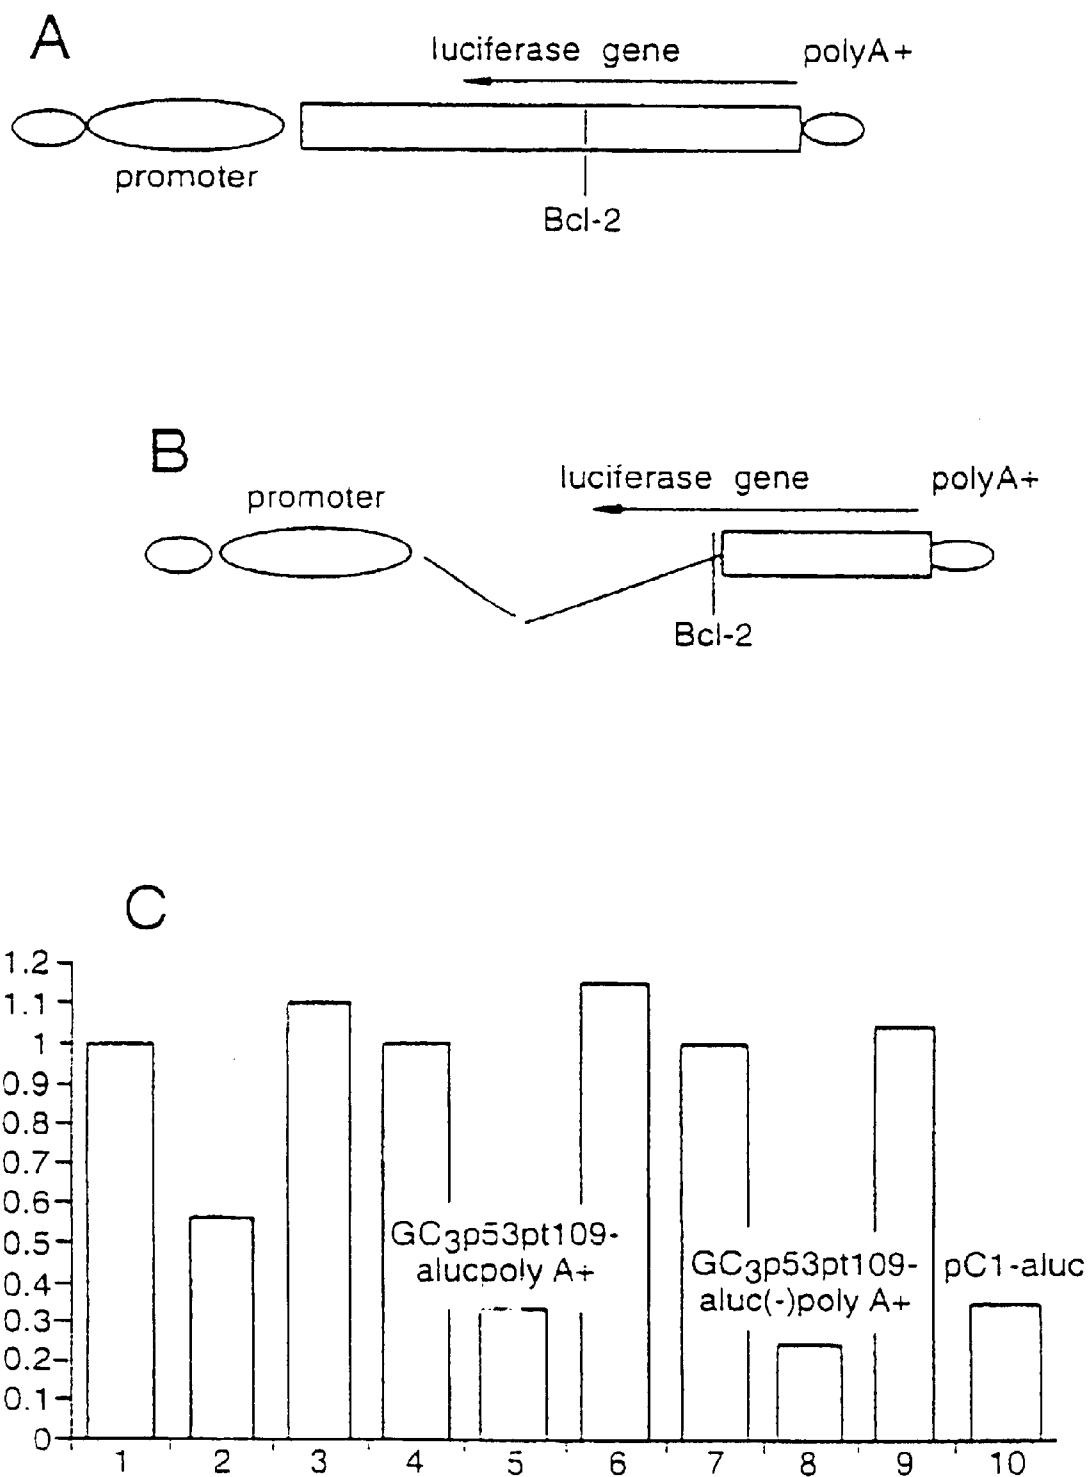 A
luciferase gene
polyA+
promoter
Bcl-2
B
promoter
luciferase gene
polyA+
Bcl-2
C
1.2
1.1
1
0.9
0.8
0.7
0.6
0.5
0.4
0.3
0.2
0.1
0
GC3p53pt109-
alucpoly A+
GC3p53pt109-
aluc(-)poly A+
pC1-aluc
1 2 3 4 5 6 7 8 9 10